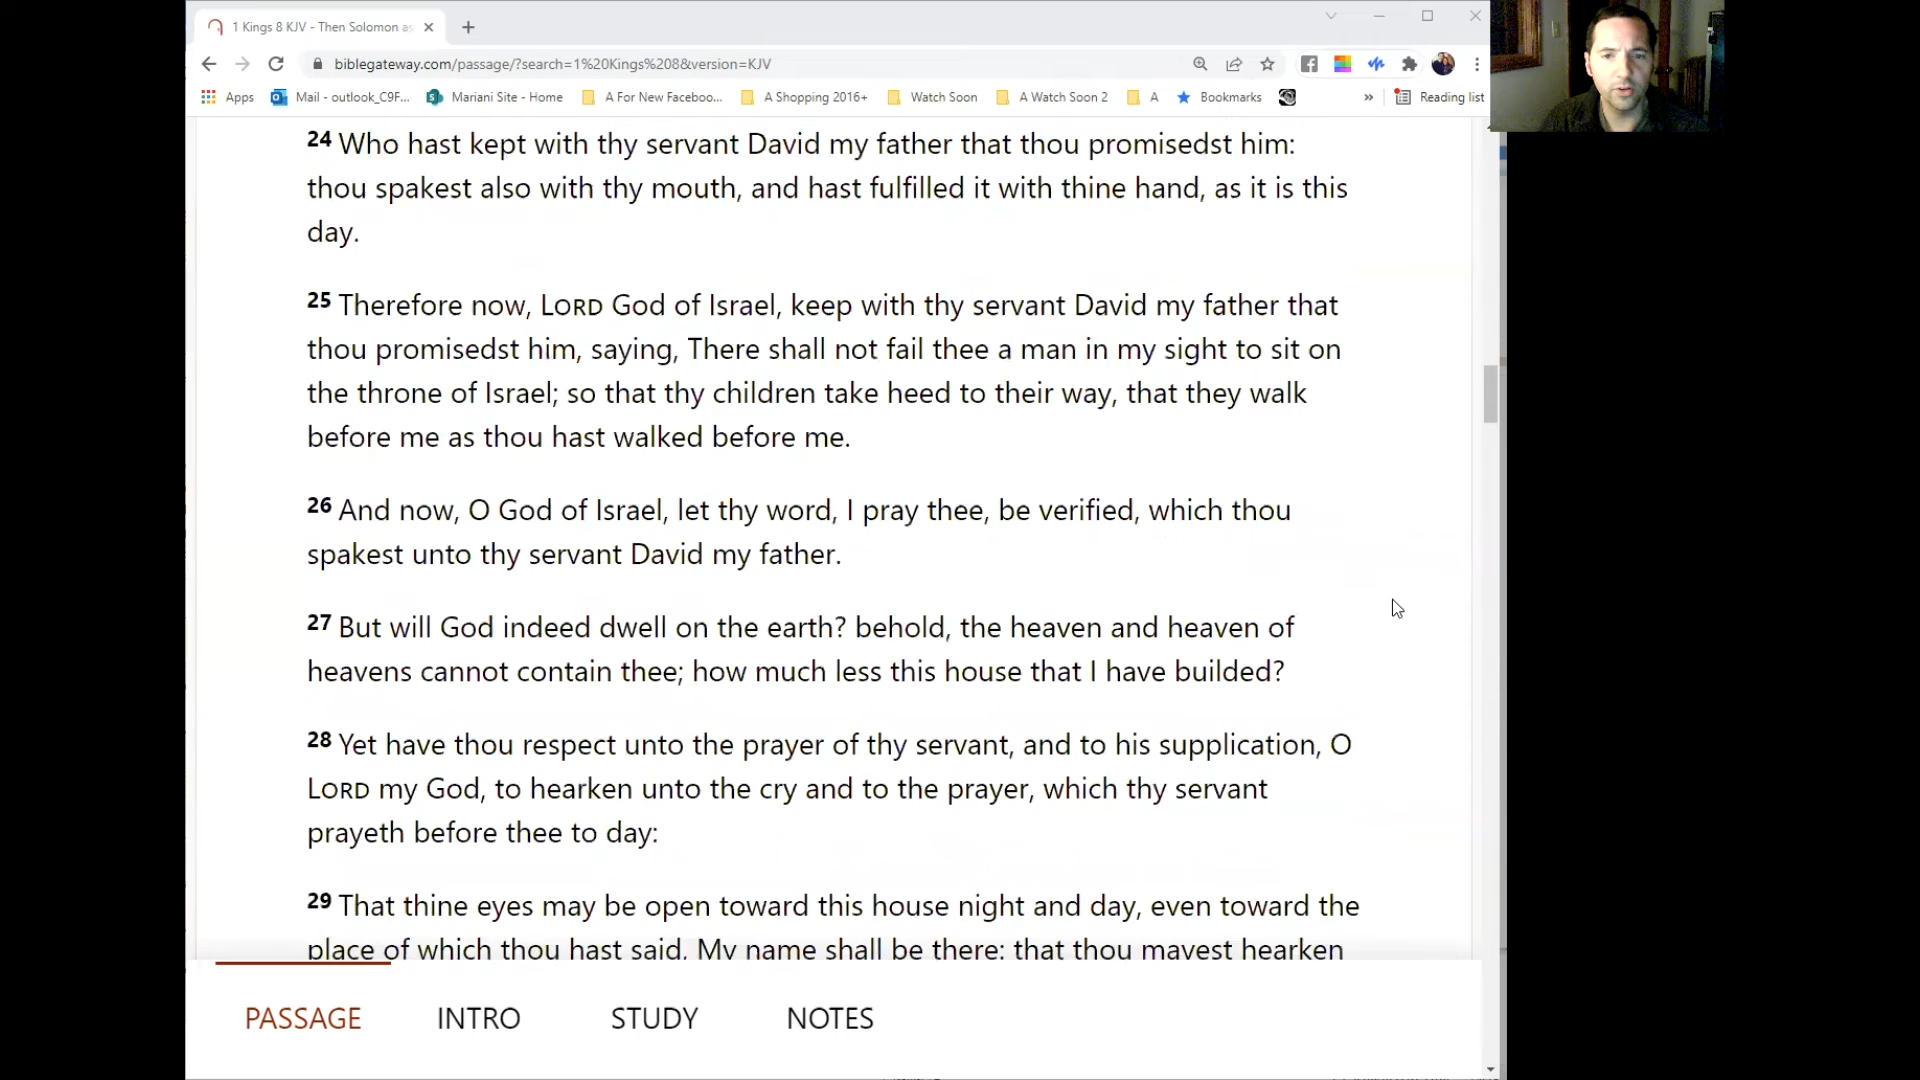 1 Kings 8 KJV - Then Solomon as
biblegateway.com/passage/?search=1%20Kings%208&version=KJV
Apps Mail - outlook_C9F... Mariani Site - Home A For New Faceboo... A Shopping 2016+ Watch Soon A Watch Soon 2 A Bookmarks » Reading list
24 Who hast kept with thy servant David my father that thou promisedst him:
thou spakest also with thy mouth, and hast fulfilled it with thine hand, as it is this
day.
25 Therefore now, LORD God of Israel, keep with thy servant David my father that
thou promisedst him, saying, There shall not fail thee a man in my sight to sit on
the throne of Israel; so that thy children take heed to their way, that they walk
before me as thou hast walked before me.
26 And now, O God of Israel, let thy word, I pray thee, be verified, which thou
spakest unto thy servant David my father.
27 But will God indeed dwell on the earth? behold, the heaven and heaven of
heavens cannot contain thee; how much less this house that I have builded?
28 Yet have thou respect unto the prayer of thy servant, and to his supplication, O
LORD my God, to hearken unto the cry and to the prayer, which thy servant
prayeth before thee to day:
29 That thine eyes may be open toward this house night and day, even toward the
place of which thou hast said, My name shall be there: that thou mayest hearken
PASSAGE INTRO STUDY NOTES